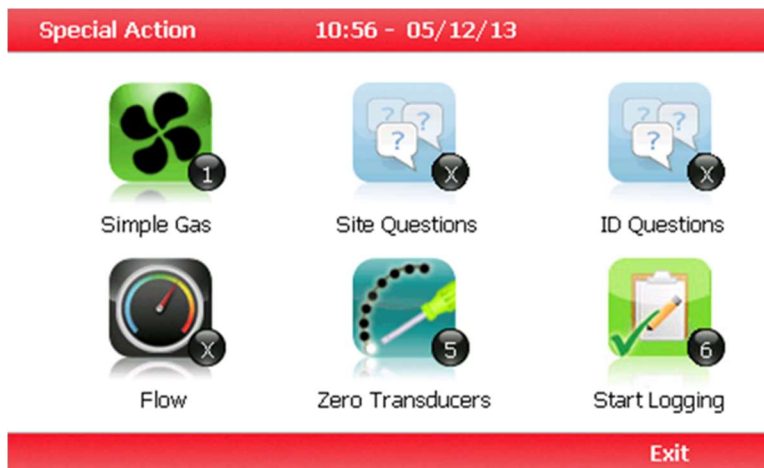 Special Action 10:56 - 05/12/13
? ? ? ? ? ?
1 X X
Simple Gas Site Questions ID Questions
X 5 6
Flow Zero Transducers Start Logging
Exit